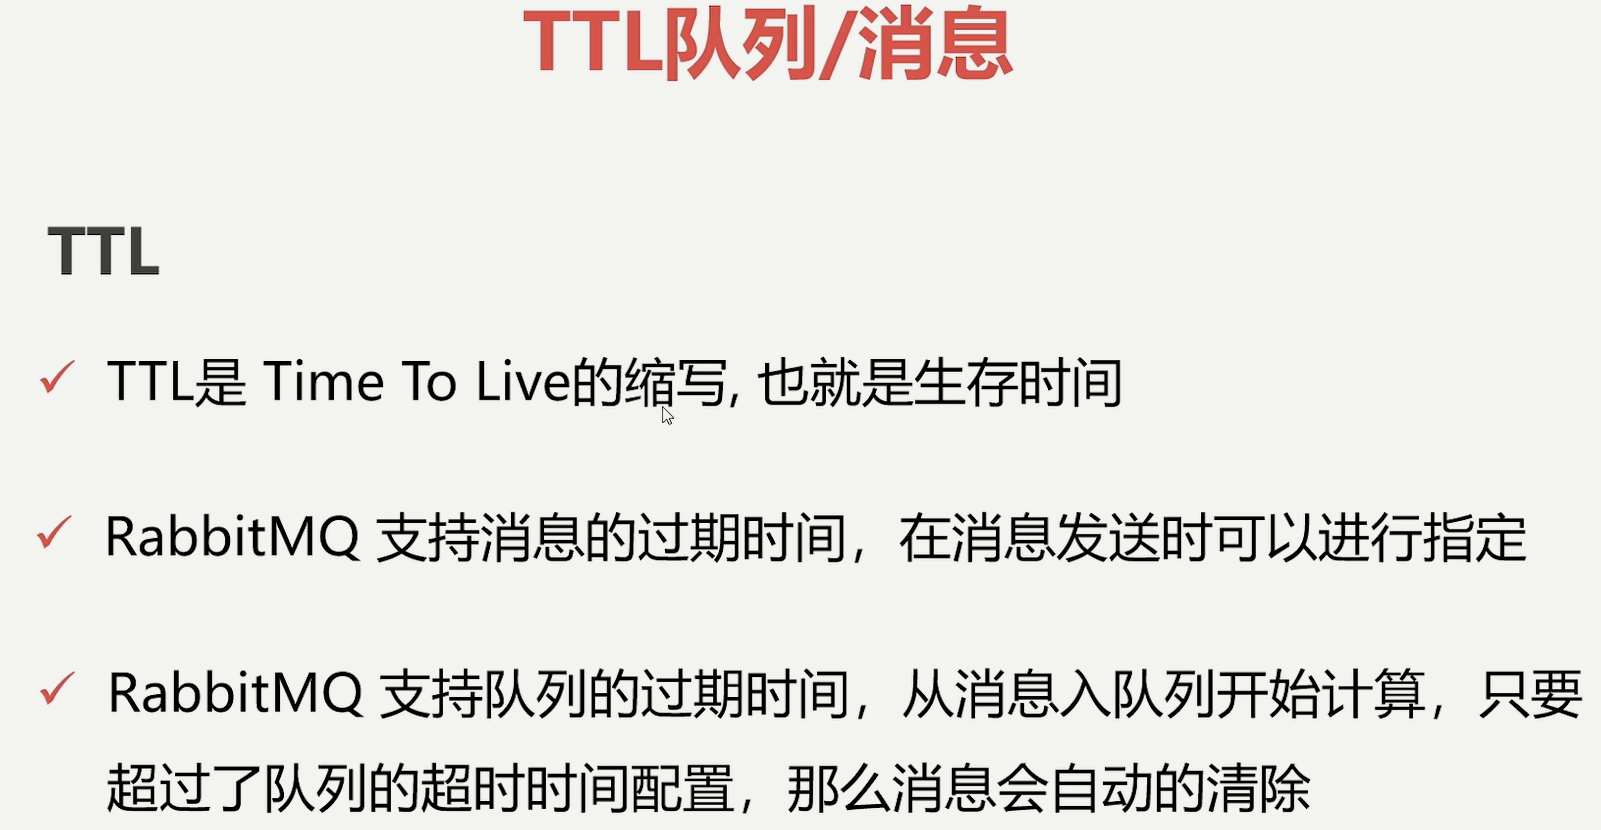 TTL队列/消息
TTL
TTL是 Time To Live的缩写, 也就是生存时间
RabbitMQ 支持消息的过期时间，在消息发送时可以进行指定
RabbitMQ 支持队列的过期时间，从消息入队列开始计算，只要
超过了队列的超时时间配置，那么消息会自动的清除